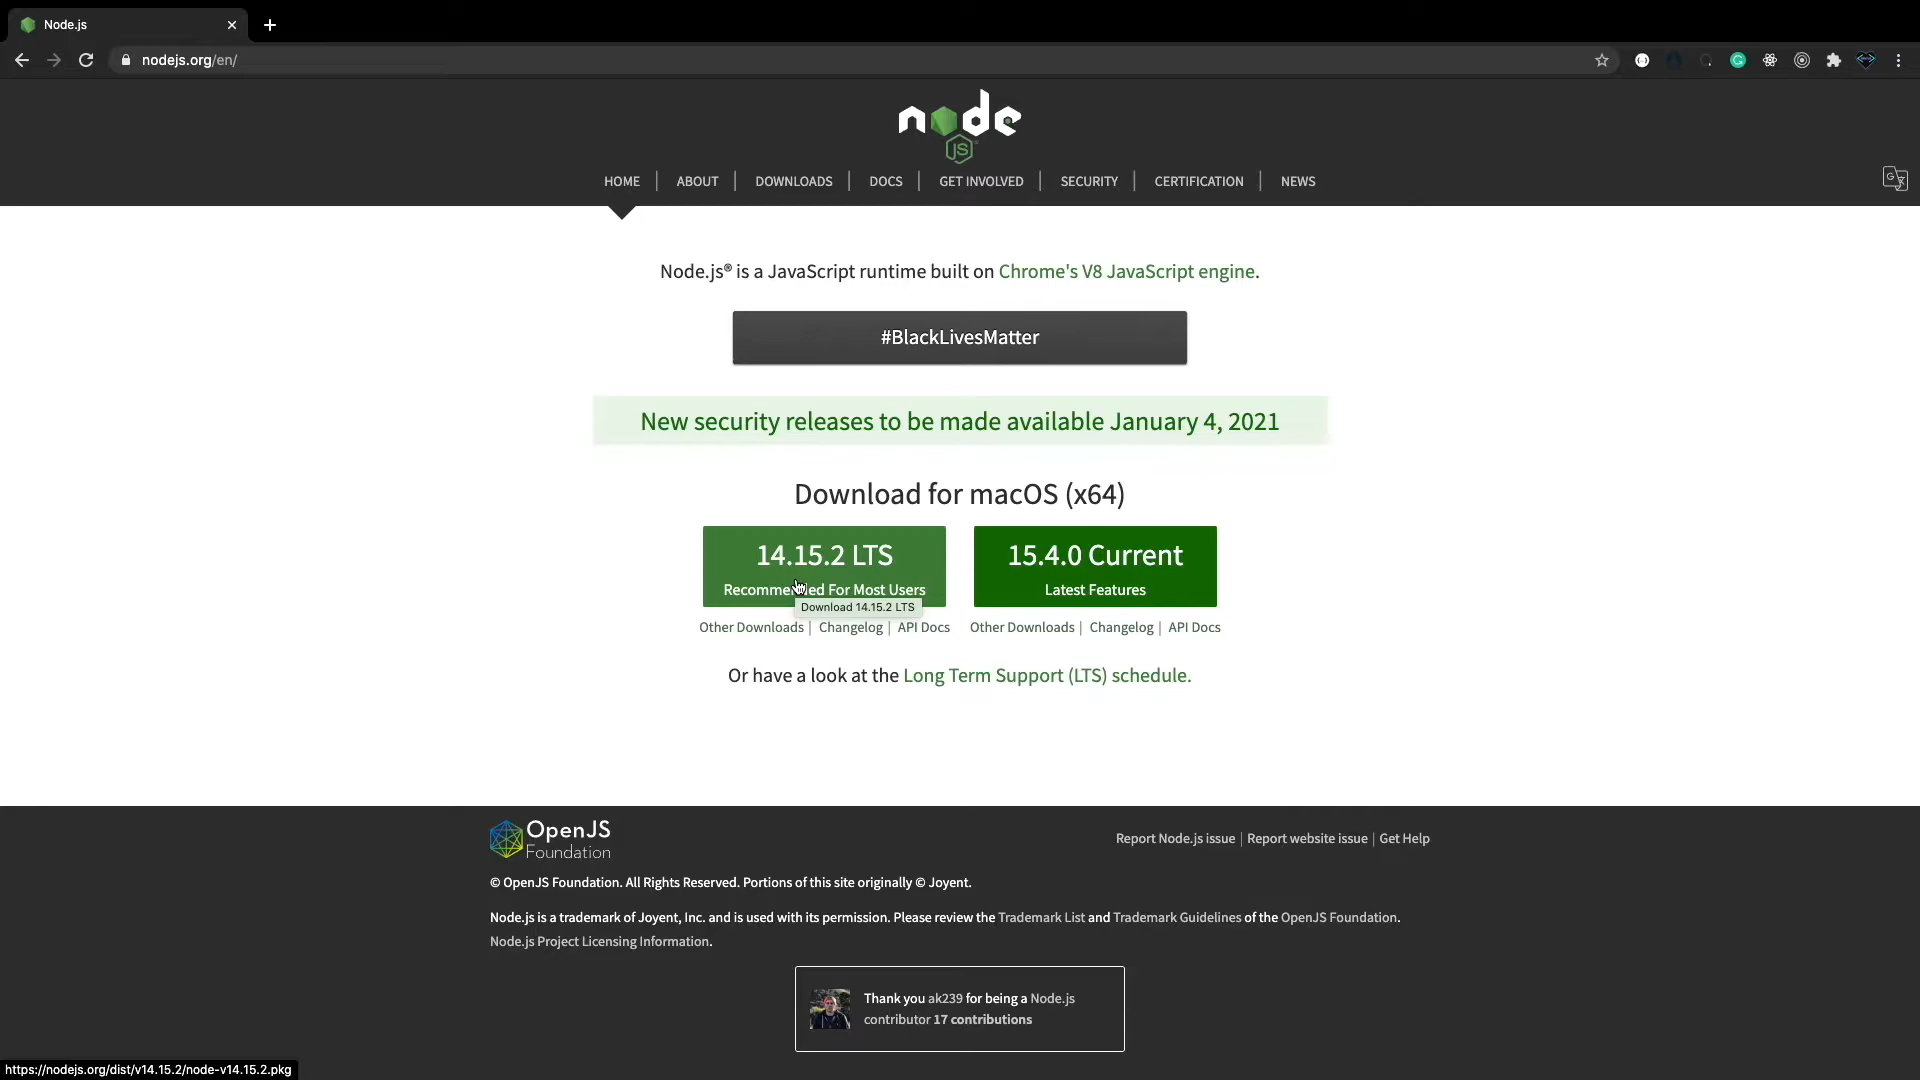 Node.js
nodejs.org/en/
node
JS
HOME | ABOUT | DOWNLOADS | DOCS | GET INVOLVED | SECURITY | CERTIFICATION | NEWS
Node.js® is a JavaScript runtime built on Chrome's V8 JavaScript engine.
#BlackLivesMatter
New security releases to be made available January 4, 2021
Download for macOS (x64)
14.15.2 LTS 15.4.0 Current
Recommended For Most Users Latest Features
Download 14.15.2 LTS
Other Downloads | Changelog | API Docs Other Downloads | Changelog | API Docs
Or have a look at the Long Term Support (LTS) schedule.
OpenJS
Foundation
Report Node.js issue | Report website issue | Get Help
© OpenJS Foundation. All Rights Reserved. Portions of this site originally © Joyent.
Node.js is a trademark of Joyent, Inc. and is used with its permission. Please review the Trademark List and Trademark Guidelines of the OpenJS Foundation.
Node.js Project Licensing Information.
Thank you ak239 for being a Node.js
contributor 17 contributions
https://nodejs.org/dist/v14.15.2/node-v14.15.2.pkg